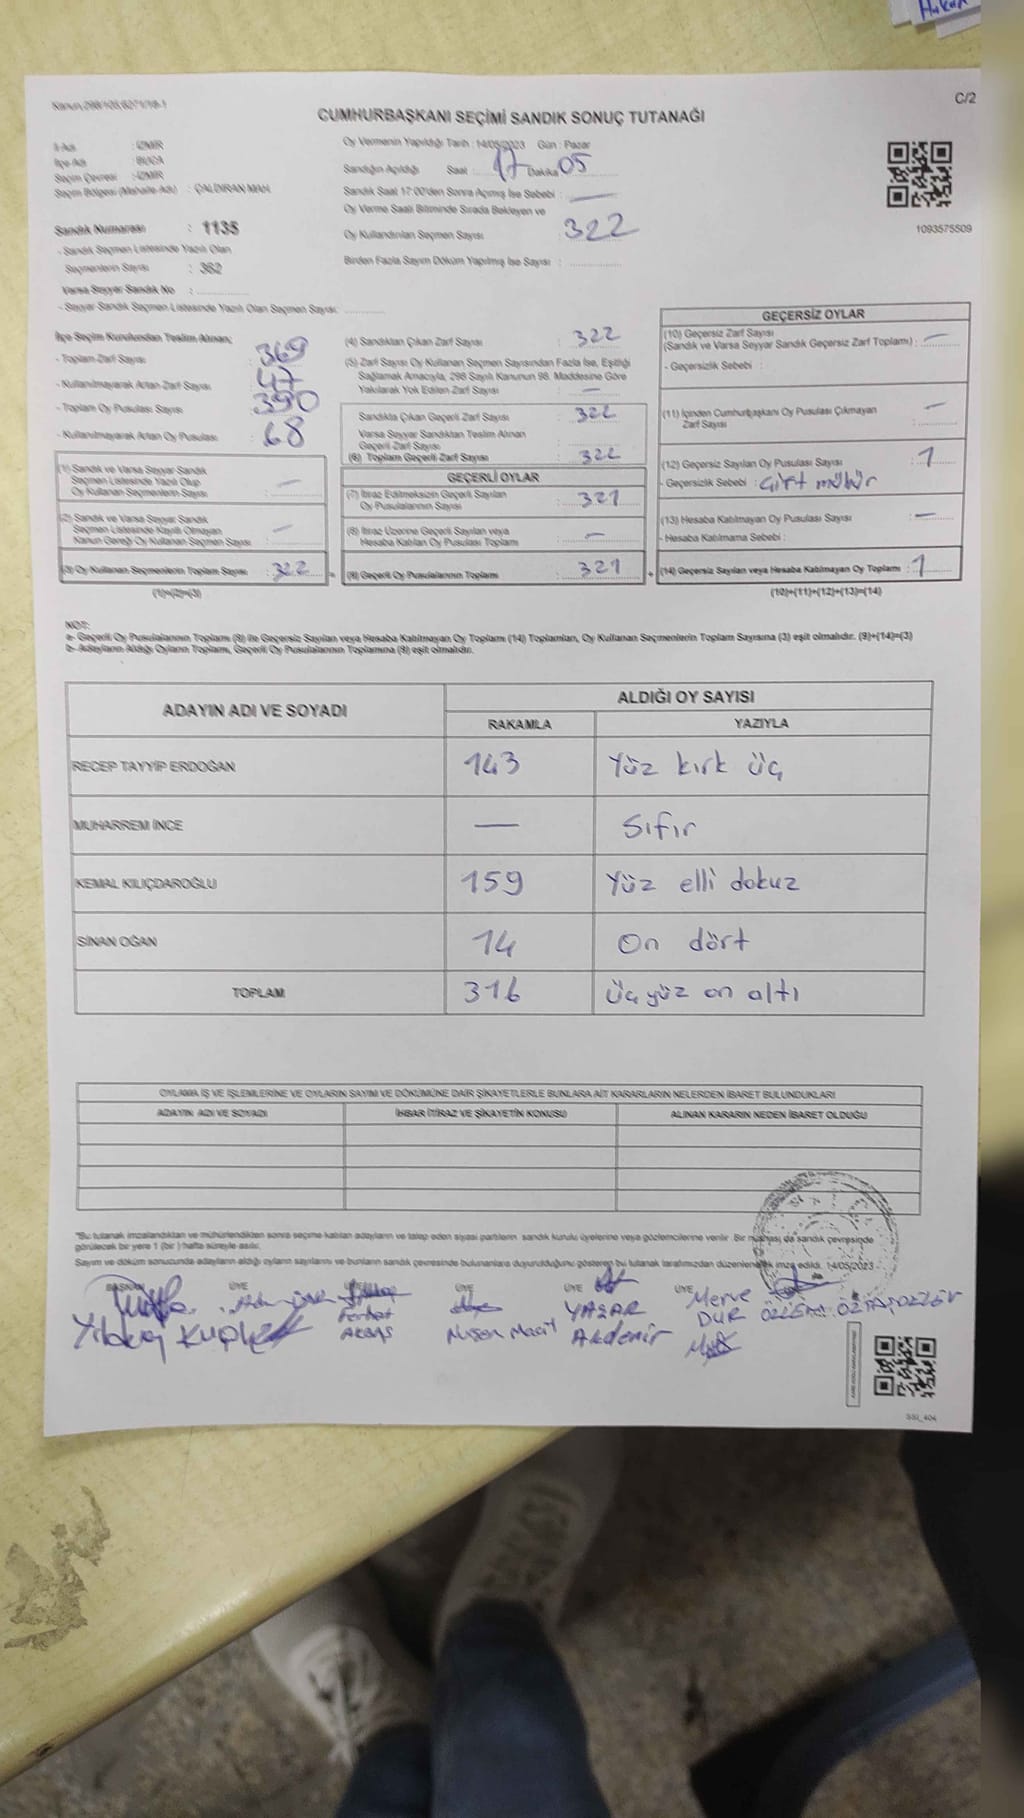 Hakan
Kanun 298/105,6271/18-1
C/2
CUMHURBAŞKANI SEÇİMİ SANDIK SONUÇ TUTANAĞI
İl Adı : İZMİR
İlçe Adı : BUCA
Seçim Çevresi : İZMİR
Seçim Bölgesi (Mahalle Adı) : ÇALDIRAN MAH.
Oy Vermenin Yapıldığı Tarih : 14/05/2023 Gün : Pazar
Sandığın Açıldığı Saat : 17 Dakika 05
Sandık Saat 17:00'den Sonra Açımış İse Sebebi : —
Oy Verme Saati Bitiminde Sırada Bekleyen ve
Oy Kullandırılan Seçmen Sayısı : 322
Birden Fazla Sayım Döküm Yapılmış İse Sayısı :
1093575509
Sandık Numarası : 1135
- Sandık Seçmen Listesinde Yazılı Olan
Seçmenlerin Sayısı : 362
Varsa Seyyar Sandık No :
- Seyyar Sandık Seçmen Listesinde Yazılı Olan Seçmen Sayısı:
İlçe Seçim Kurulundan Teslim Alınan;
- Toplam Zarf Sayısı : 369
- Kullanılmayarak Artan Zarf Sayısı : 47
- Toplam Oy Pusulası Sayısı : 390
- Kullanılmayarak Artan Oy Pusulası : 68
(1) Sandık ve Varsa Seyyar Sandık
Seçmen Listesinde Yazılı Olup
Oy Kullanan Seçmenlerin Sayısı : —
(2) Sandık ve Varsa Seyyar Sandık
Seçmen Listesinde Kayıtlı Olmayan
Kanun Gereği Oy Kullanan Seçmen Sayısı : —
(3) Oy Kullanan Seçmenlerin Toplam Sayısı : 322
(1)+(2)=(3)
(4) Sandıktan Çıkan Zarf Sayısı : 322
(5) Zarf Sayısı Oy Kullanan Seçmen Sayısından Fazla İse, Eşitliği
Sağlamak Amacıyla, 298 Sayılı Kanunun 98. Maddesine Göre
Yakılarak Yok Edilen Zarf Sayısı : —
Sandıkta Çıkan Geçerli Zarf Sayısı : 322
Varsa Seyyar Sandıktan Teslim Alınan
Geçerli Zarf Sayısı :
(6) Toplam Geçerli Zarf Sayısı : 322
GEÇERLİ OYLAR
(7) İtiraz Edilmeksizin Geçerli Sayılan
Oy Pusulalarının Sayısı : 321
(8) İtiraz Üzerine Geçerli Sayılan veya
Hesaba Katılan Oy Pusulası Toplamı : —
(9) Geçerli Oy Pusulalarının Toplamı : 321
GEÇERSİZ OYLAR
(10) Geçersiz Zarf Sayısı
(Sandık ve Varsa Seyyar Sandık Geçersiz Zarf Toplamı) : —
- Geçersizlik Sebebi :
(11) İçinden Cumhurbaşkanı Oy Pusulası Çıkmayan
Zarf Sayısı : —
(12) Geçersiz Sayılan Oy Pusulası Sayısı : 1
- Geçersizlik Sebebi : Çift mühür
(13) Hesaba Katılmayan Oy Pusulası Sayısı : —
- Hesaba Katılmama Sebebi :
(14) Geçersiz Sayılan veya Hesaba Katılmayan Oy Toplamı : 1
(10)+(11)+(12)+(13)=(14)
NOT:
a- Geçerli Oy Pusulalarının Toplamı (9) ile Geçersiz Sayılan veya Hesaba Katılmayan Oy Toplamı (14) Toplamları, Oy Kullanan Seçmenlerin Toplam Sayısına (3) eşit olmalıdır. (9)+(14)=(3)
b- Adayların Aldığı Oyların Toplamı, Geçerli Oy Pusulalarının Toplamına (9) eşit olmalıdır.
ADAYIN ADI VE SOYADI
ALDIĞI OY SAYISI
RAKAMLA YAZIYLA
RECEP TAYYİP ERDOĞAN 143 Yüz kırk üç
MUHARREM İNCE — Sıfır
KEMAL KILIÇDAROĞLU 159 Yüz elli dokuz
SİNAN OĞAN 14 On dört
TOPLAM 316 Üç yüz on altı
OYLAMA İŞ VE İŞLEMLERİNE VE OYLARIN SAYIM VE DÖKÜMÜNE DAİR ŞİKAYETLERLE BUNLARA AİT KARARLARIN NELERDEN İBARET BULUNDUKLARI
ADAYIN ADI VE SOYADI İHBAR İTİRAZ VE ŞİKAYETİN KONUSU ALINAN KARARIN NEDEN İBARET OLDUĞU
"Bu tutanak imzalandıktan ve mühürlendikten sonra seçime katılan adayların ve talep eden siyasi partilerin sandık kurulu üyelerine veya gözlemcilerine verilir. Bir nüshası da sandık çevresinde
görülecek bir yere 1 (bir ) hafta süreyle asılır.
Sayım ve döküm sonucunda adayların aldığı oyların sayılarını ve bunların sandık çevresinde bulunanlara duyurulduğunu gösterip bu tutanak tarafımızdan düzenlenerek imza edildi. 14/05/2023
BAŞKAN ÜYE ÜYE ÜYE ÜYE ÜYE
Ferhat AKBAŞ
Nuşen Macit
YAŞAR Akdenir
Merve DUR
SSI_404